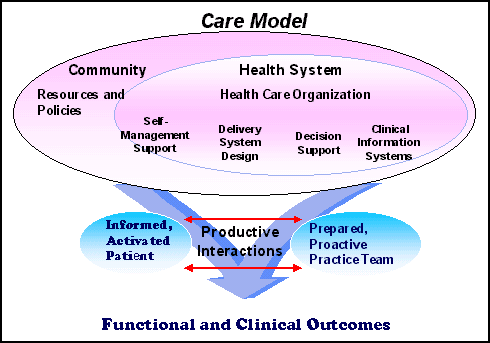 Care Model
Community
Health System
Resources and
Policies
Health Care Organization
Self-
Management
Support
Delivery
System
Design
Decision
Support
Clinical
Information
Systems
Informed,
Activated
Patient
Productive
Interactions
Prepared,
Proactive
Practice Team
Functional and Clinical Outcomes